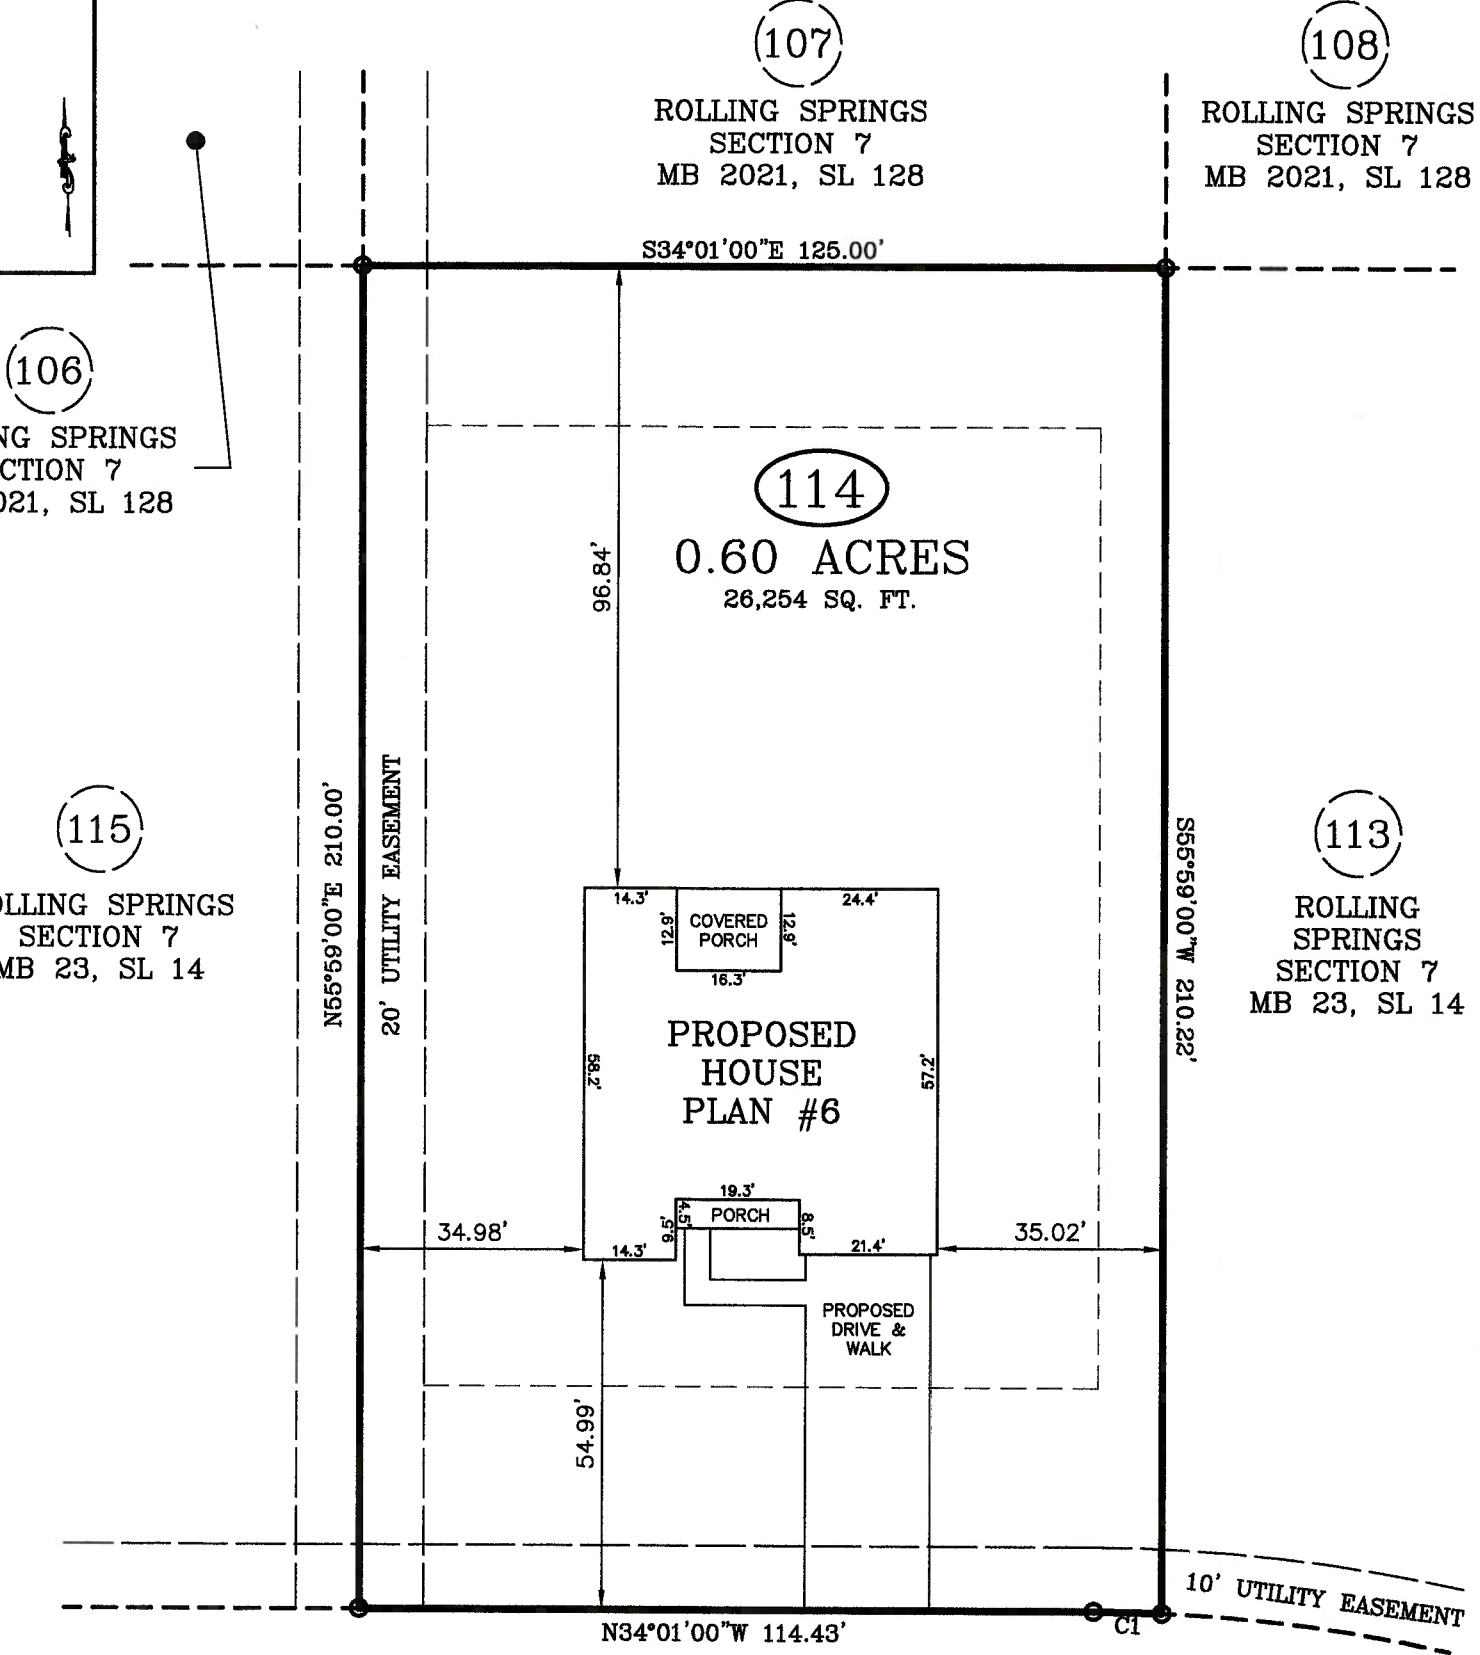 107
ROLLING SPRINGS
SECTION 7
MB 2021, SL 128
108
ROLLING SPRINGS
SECTION 7
MB 2021, SL 128
S34°01'00"E 125.00'
106
NG SPRINGS
CTION 7
021, SL 128
114
0.60 ACRES
26,254 SQ. FT.
96.84'
115
OLLING SPRINGS
SECTION 7
MB 23, SL 14
N55°59'00"E 210.00'
20' UTILITY EASEMENT
S55°59'00"W 210.22'
113
ROLLING
SPRINGS
SECTION 7
MB 23, SL 14
14.3'
12.9'
COVERED
PORCH
12.9'
24.4'
16.3'
PROPOSED
HOUSE
PLAN #6
58.2'
57.2'
19.3'
4.5'
PORCH
9.5'
8.5'
14.3'
21.4'
34.98'
35.02'
PROPOSED
DRIVE &
WALK
54.99'
10' UTILITY EASEMENT
N34°01'00"W 114.43'
C1